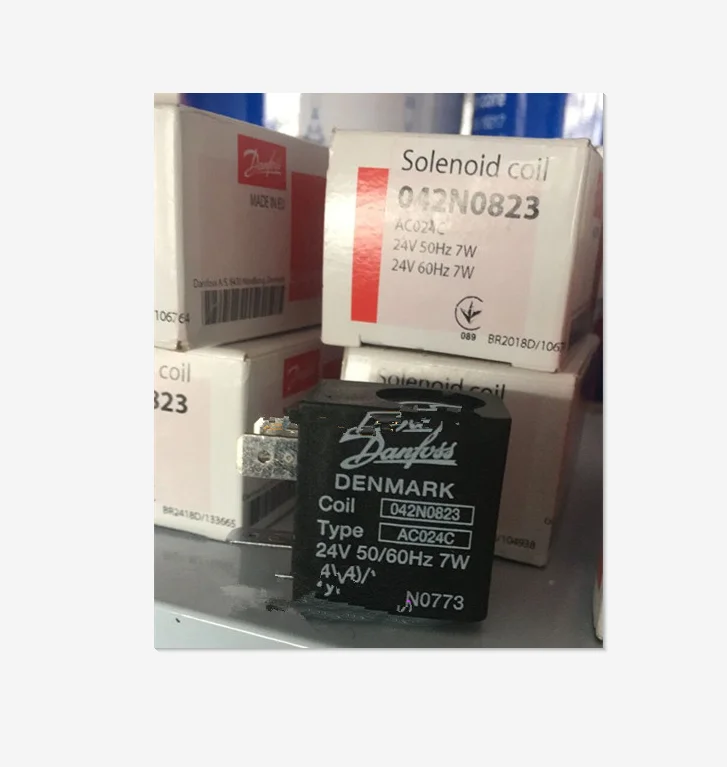 Danfoss
MADE IN EU
106764
Solenoid coil
042N0823
AC024C
24V 50Hz 7W
24V 60Hz 7W
089
BR2018D/106
coil
323
BR2418D/133665
Solenoid coil
/104938
Danfoss
DENMARK
Coil 042N0823
Type AC024C
24V 50/60Hz 7W
N0773